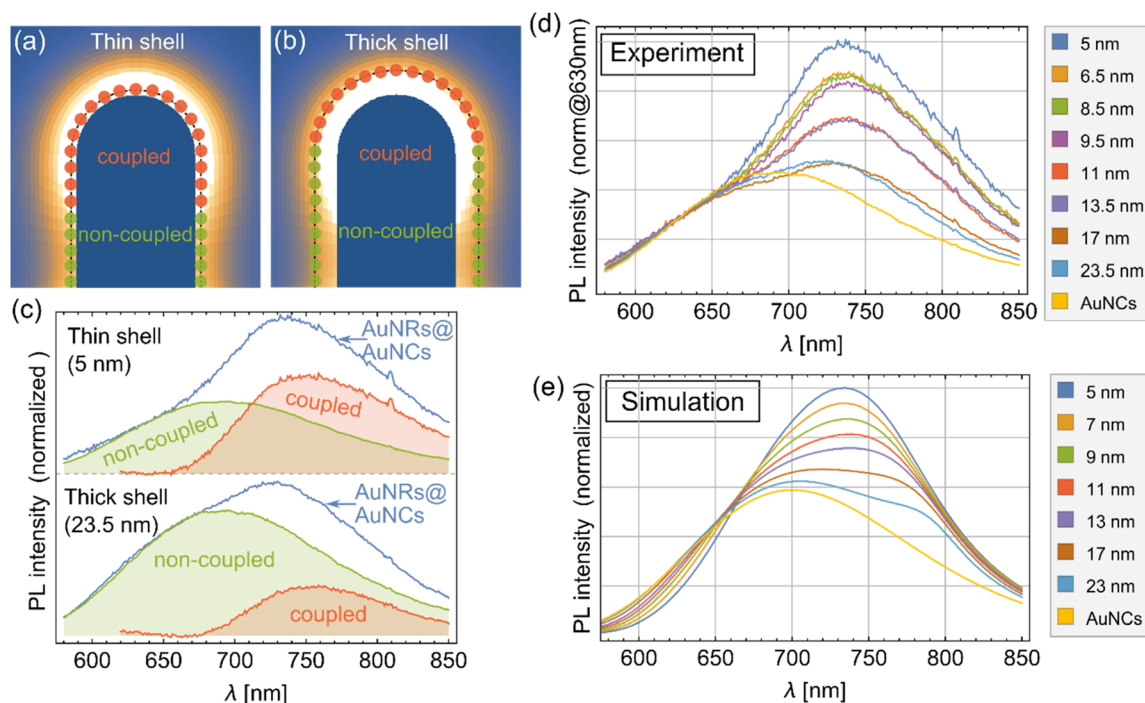 (a)
Thin shell
coupled
non-coupled
(b)
Thick shell
coupled
non-coupled
(c)
Thin shell
(5 nm)
AuNRs@
AuNCs
coupled
non-coupled
Thick shell
(23.5 nm)
AuNRs@
AuNCs
non-coupled
coupled
PL intensity (normalized )
600
650
700
750
800
850
λ [nm]
(d)
Experiment
PL intensity (norm@630nm)
600
650
700
750
800
850
λ [nm]
5 nm
6.5 nm
8.5 nm
9.5 nm
11 nm
13.5 nm
17 nm
23.5 nm
AuNCs
(e)
Simulation
PL intensity (normalized)
600
650
700
750
800
850
λ [nm]
5 nm
7 nm
9 nm
11 nm
13 nm
17 nm
23 nm
AuNCs